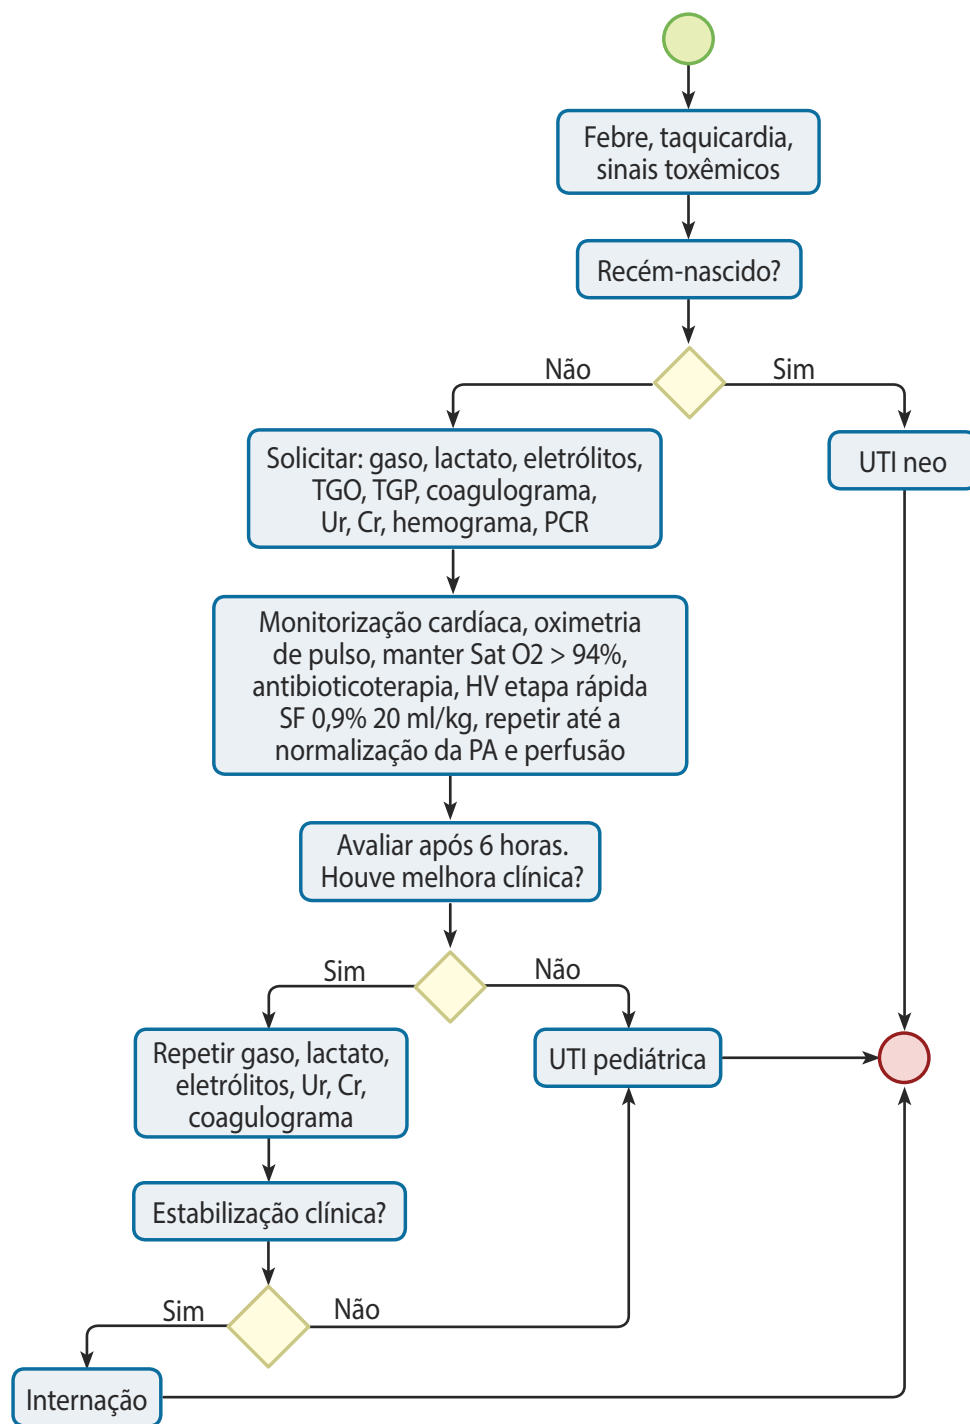 Febre, taquicardia,
sinais toxêmicos
Recém-nascido?
Não
Sim
Solicitar: gaso, lactato, eletrólitos,
TGO, TGP, coagulograma,
Ur, Cr, hemograma, PCR
UTI neo
Monitorização cardíaca, oximetria
de pulso, manter Sat O2 > 94%,
antibioticoterapia, HV etapa rápida
SF 0,9% 20 ml/kg, repetir até a
normalização da PA e perfusão
Avaliar após 6 horas.
Houve melhora clínica?
Sim
Não
Repetir gaso, lactato,
eletrólitos, Ur, Cr,
coagulograma
UTI pediátrica
Estabilização clínica?
Sim
Não
Internação